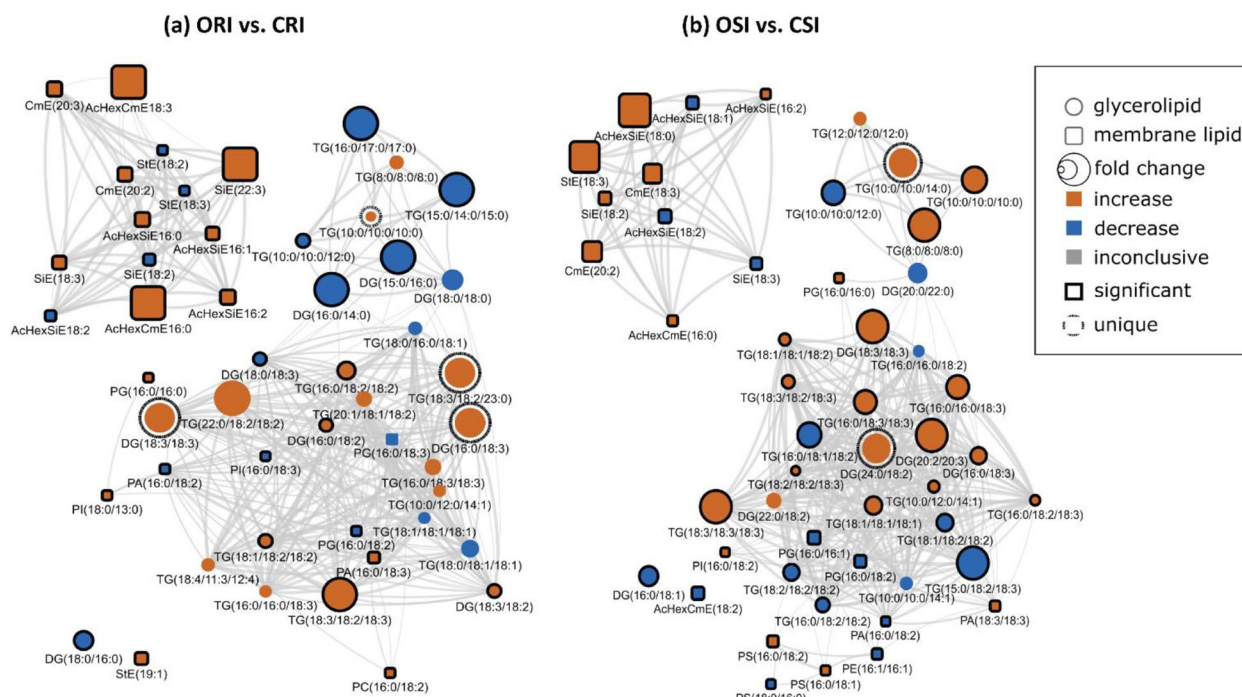 (a) ORI vs. CRI
(b) OSI vs. CSI
CmE(20:3)
AcHexCmE18:3
StE(18:2)
CmE(20:2)
StE(18:3)
SiE(22:3)
AcHexSiE16:0
AcHexSiE16:1
SiE(18:2)
SiE(18:3)
AcHexSiE16:2
AcHexSiE18:2
AcHexCmE16:0
TG(16:0/17:0/17:0)
TG(8:0/8:0/8:0)
TG(15:0/14:0/15:0)
TG(10:0/10:0/10:0)
TG(10:0/10:0/12:0)
DG(15:0/16:0)
DG(18:0/18:0)
DG(16:0/14:0)
TG(18:0/16:0/18:1)
DG(18:0/18:3)
TG(16:0/18:2/18:2)
TG(18:3/18:2/23:0)
PG(16:0/16:0)
TG(20:1/18:1/18:2)
TG(22:0/18:2/18:2)
DG(18:3/18:3)
DG(16:0/18:2)
DG(16:0/18:3)
PG(16:0/18:3)
PI(16:0/18:3)
PA(16:0/18:2)
TG(16:0/18:3/18:3)
PI(18:0/13:0)
TG(10:0/12:0/14:1)
TG(18:1/18:1/18:1)
PG(16:0/18:2)
TG(18:1/18:2/18:2)
TG(18:0/18:1/18:1)
PA(16:0/18:3)
TG(18:4/11:3/12:4)
TG(16:0/16:0/18:3)
DG(18:3/18:2)
TG(18:3/18:2/18:3)
DG(18:0/16:0)
StE(19:1)
PC(16:0/18:2)
AcHexSiE(16:2)
AcHexSiE(18:1)
AcHexSiE(18:0)
StE(18:3)
CmE(18:3)
SiE(18:2)
AcHexSiE(18:2)
CmE(20:2)
SiE(18:3)
AcHexCmE(16:0)
TG(12:0/12:0/12:0)
TG(10:0/10:0/14:0)
TG(10:0/10:0/10:0)
TG(10:0/10:0/12:0)
TG(8:0/8:0/8:0)
PG(16:0/16:0)
DG(20:0/22:0)
DG(18:3/18:3)
TG(18:1/18:1/18:2)
TG(16:0/16:0/18:2)
TG(18:3/18:2/18:3)
TG(16:0/16:0/18:3)
TG(16:0/18:3/18:3)
TG(16:0/18:1/18:2)
DG(20:2/20:3)
DG(24:0/18:2)
DG(16:0/18:3)
TG(18:2/18:2/18:3)
TG(10:0/12:0/14:1)
TG(16:0/18:2/18:3)
DG(22:0/18:2)
TG(18:3/18:3/18:3)
TG(18:1/18:1/18:1)
TG(18:1/18:2/18:2)
PG(16:0/16:1)
PI(16:0/18:2)
PG(16:0/18:2)
TG(15:0/18:2/18:3)
DG(16:0/18:1)
TG(18:2/18:2/18:2)
TG(10:0/10:0/14:1)
AcHexCmE(18:2)
TG(16:0/18:2/18:2)
PA(18:3/18:3)
PA(16:0/18:2)
PS(16:0/18:2)
PE(16:1/16:1)
PS(16:0/18:1)
PS(18:0/16:0)
glycerolipid
membrane lipid
fold change
increase
decrease
inconclusive
significant
unique